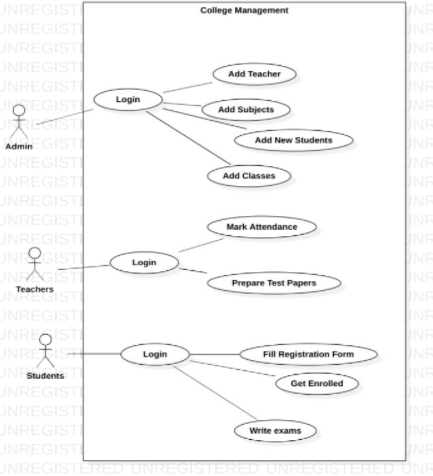 College Management
Add Teacher
Login
Add Subjects
Admin
Add New Students
Add Classes
Mark Attendance
Login
Teachers
Prepare Test Papers
Login
Fill Registration Form
Students
Get Enrolled
Write exams
UNREGISTERED UNREGISTERED UNREGISTERED